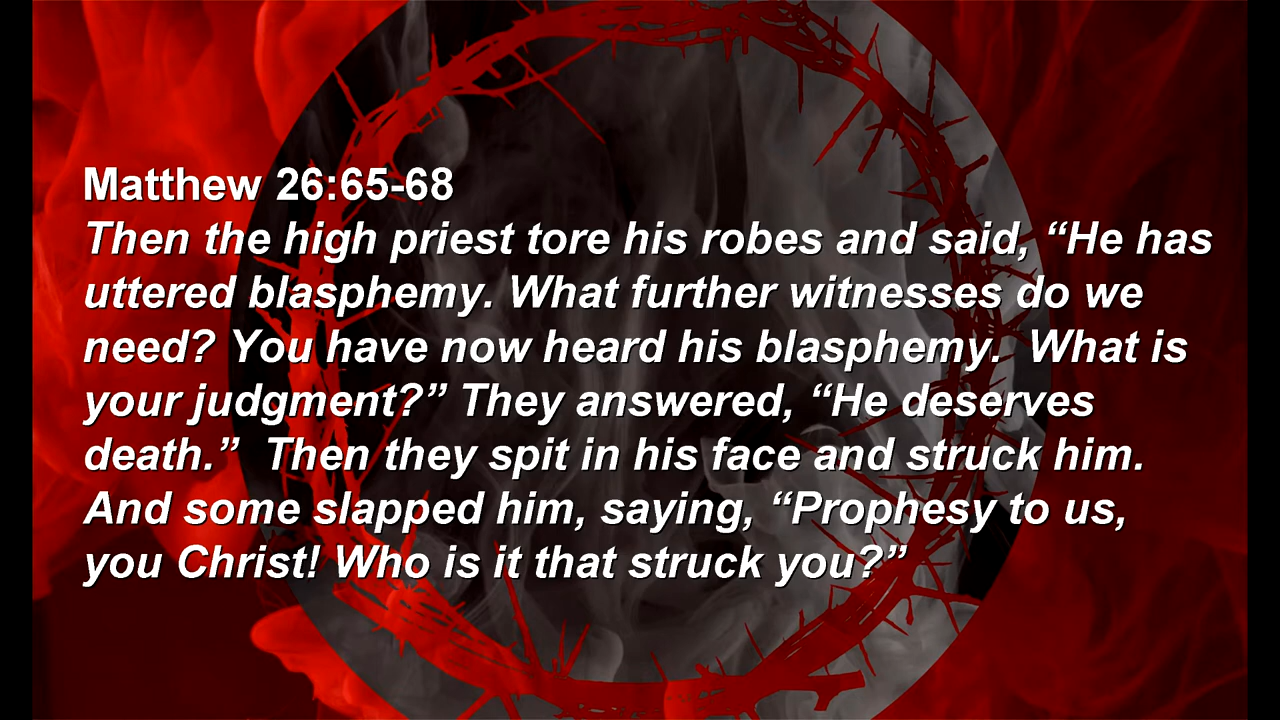 Matthew 26:65-68
Then the high priest tore his robes and said, “He has
uttered blasphemy. What further witnesses do we
need? You have now heard his blasphemy.  What is
your judgment?” They answered, “He deserves
death.”  Then they spit in his face and struck him.
And some slapped him, saying, “Prophesy to us,
you Christ! Who is it that struck you?”